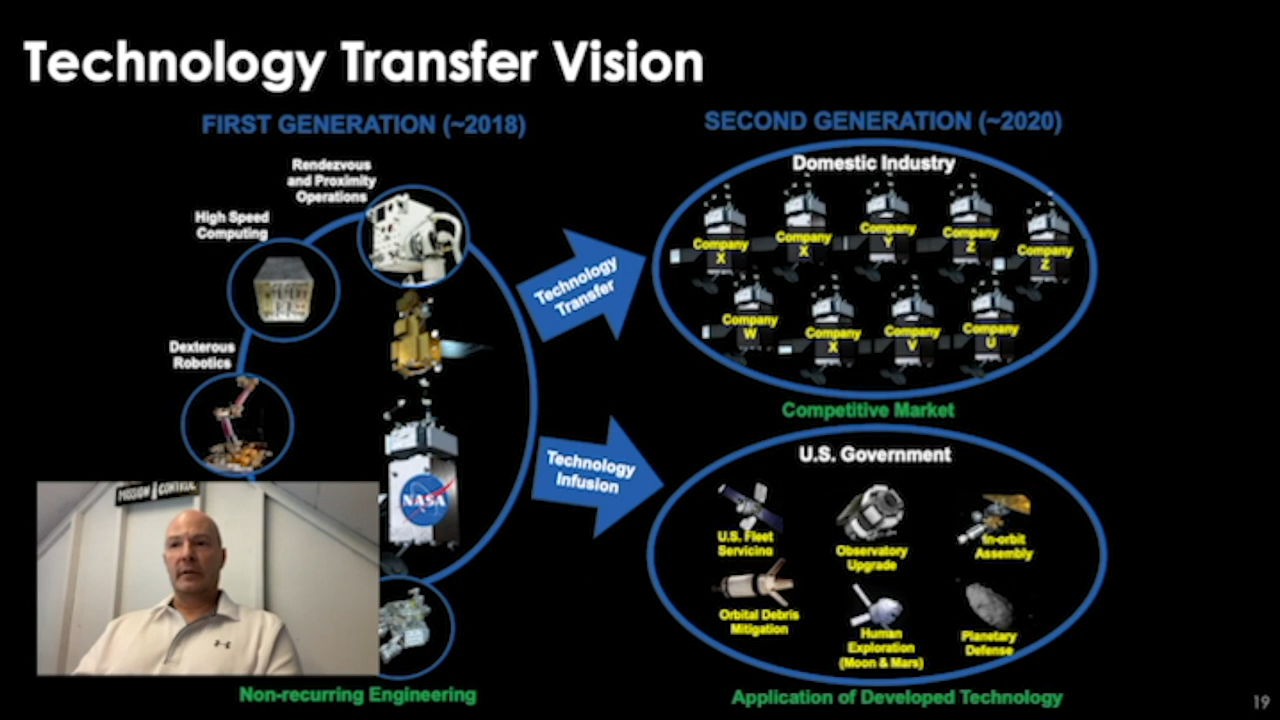 Technology Transfer Vision
FIRST GENERATION (~2018)
SECOND GENERATION (~2020)
Rendezvous
and Proximity
Operations
High Speed
Computing
Dexterous
Robotics
NASA
MISSION CONTROL
Non-recurring Engineering
Technology
Transfer
Technology
Infusion
Domestic Industry
Company
X
Company
X
Company
Y
Company
Z
Company
Z
Company
W
Company
X
Company
V
Company
U
Competitive Market
U.S. Government
U.S. Fleet
Servicing
Observatory
Upgrade
In-orbit
Assembly
Orbital Debris
Mitigation
Human
Exploration
(Moon & Mars)
Planetary
Defense
Application of Developed Technology
19